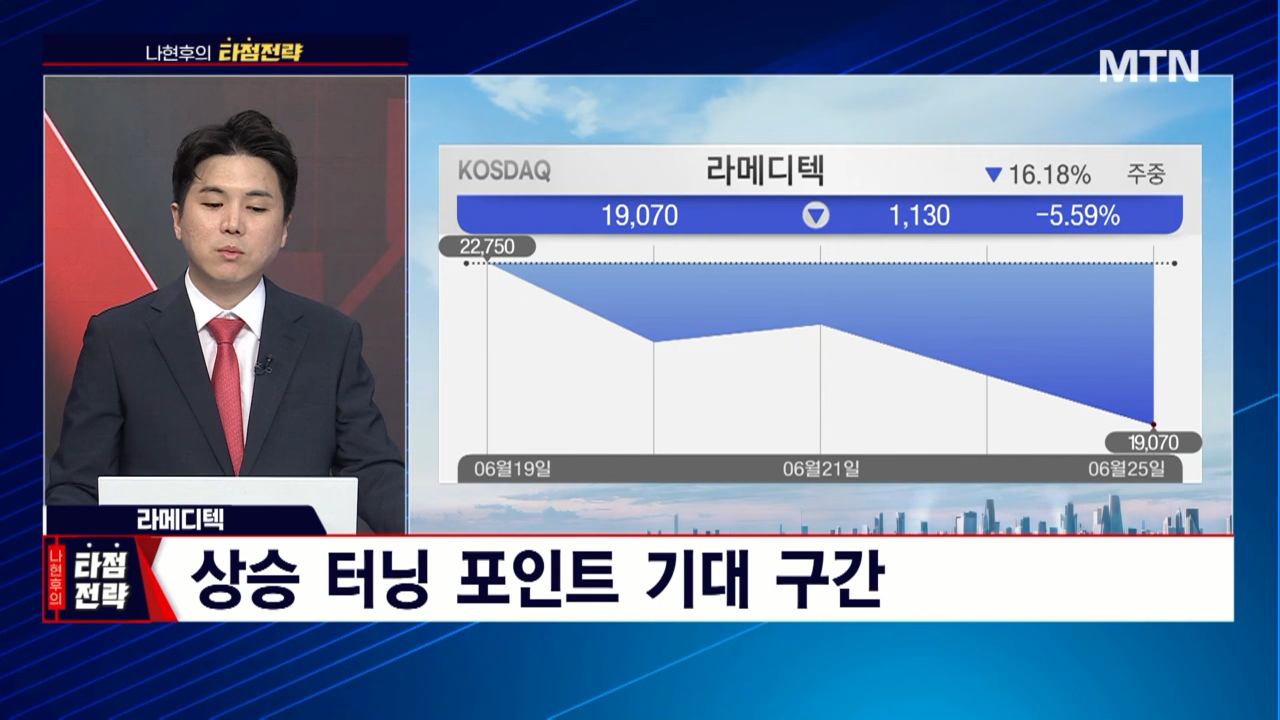 나현후의 타점전략
MTN
KOSDAQ 라메디텍 ▼16.18% 주중
19,070 ▼ 1,130 -5.59%
22,750
19,070
06월19일 06월21일 06월25일
라메디텍
나현후의 타점전략
상승 터닝 포인트 기대 구간